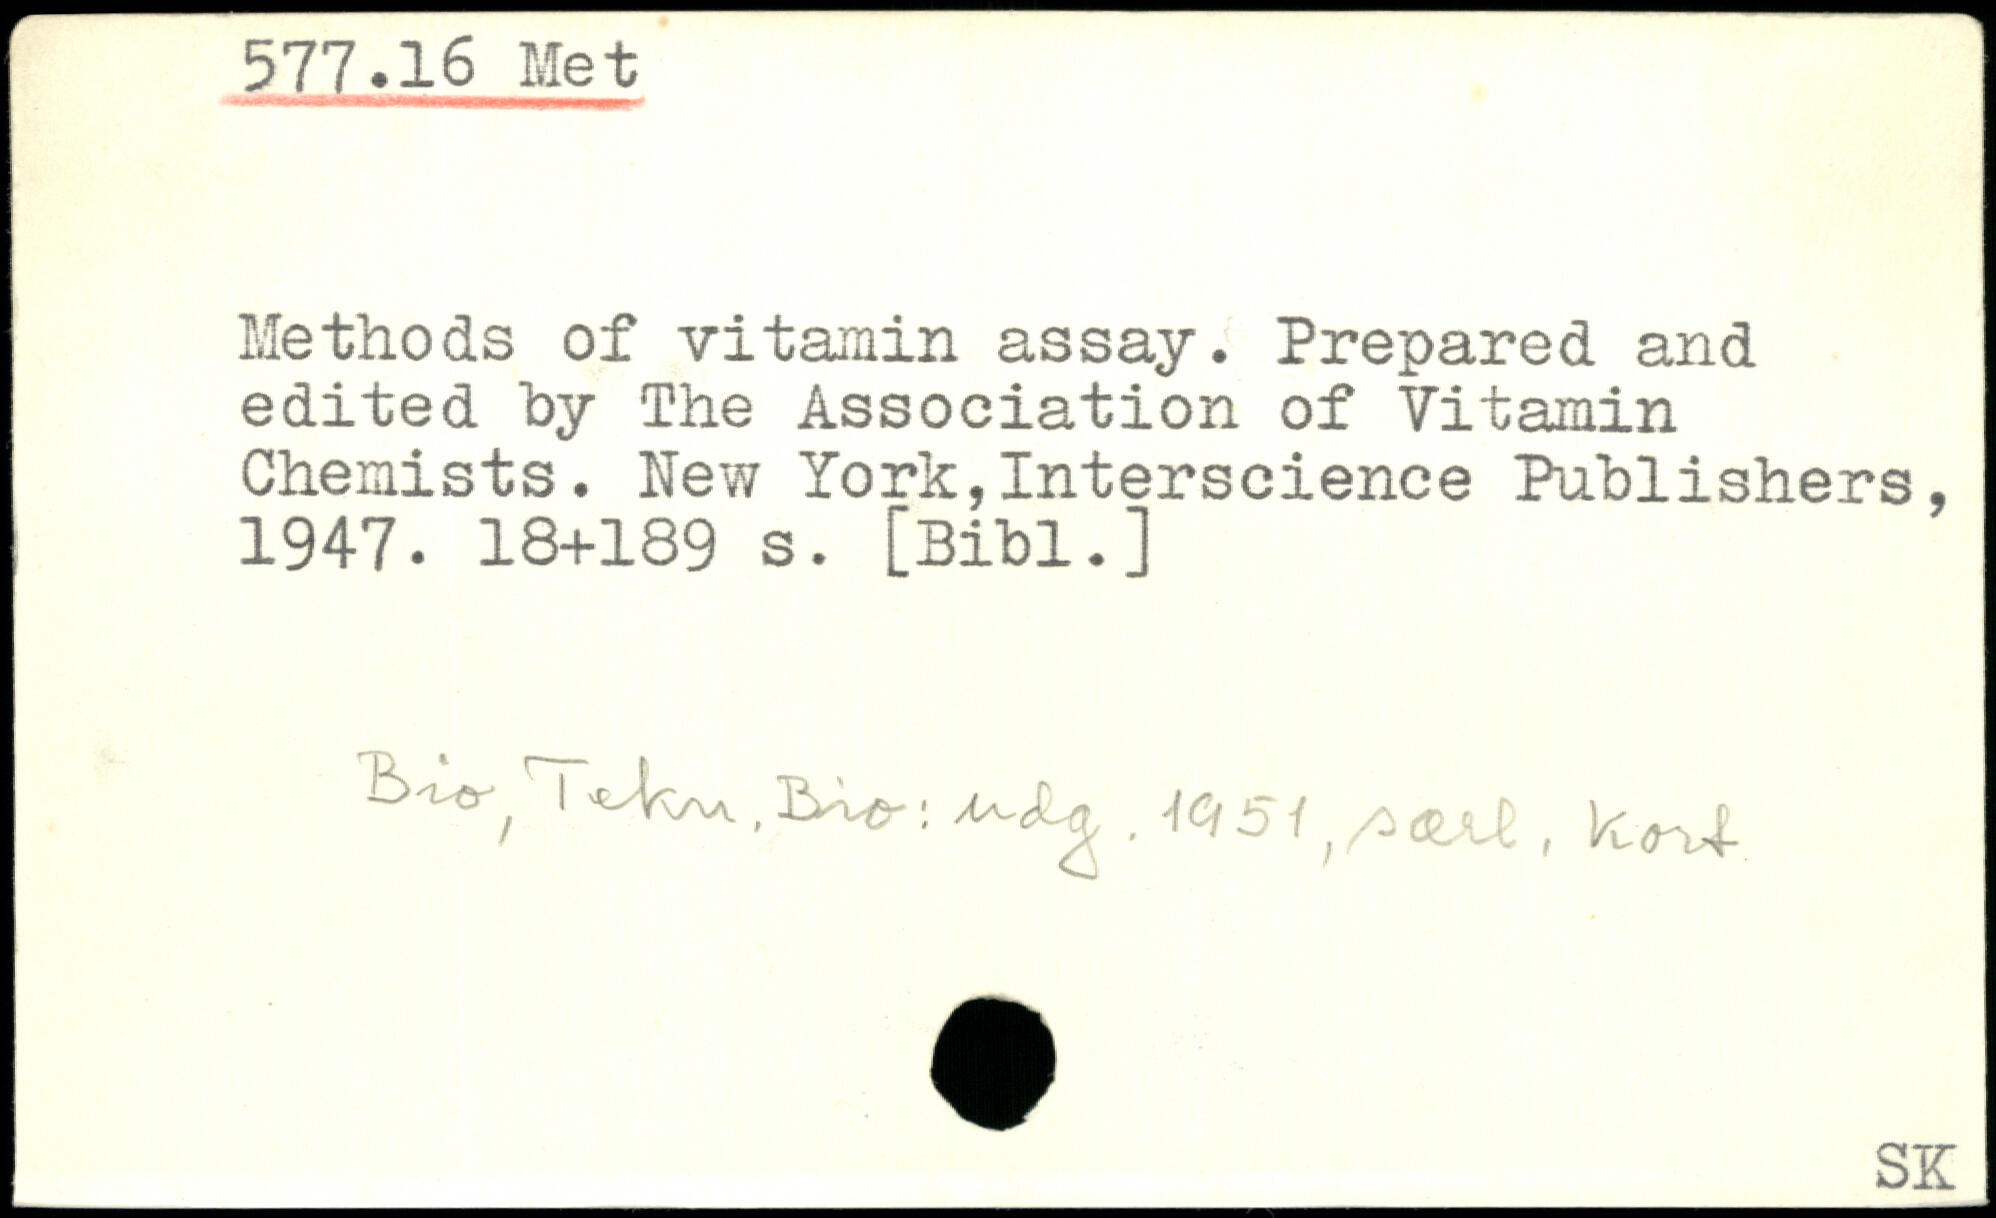 577.16 Met
Methods of vitamin assay. Prepared and
edited by The Association of Vitamin
Chemists. New York,Interscience Publishers,
1947. 18+189 s. [Bibl.]
Bio, Tekn. Bio: udg. 1951, særl. kort
SK